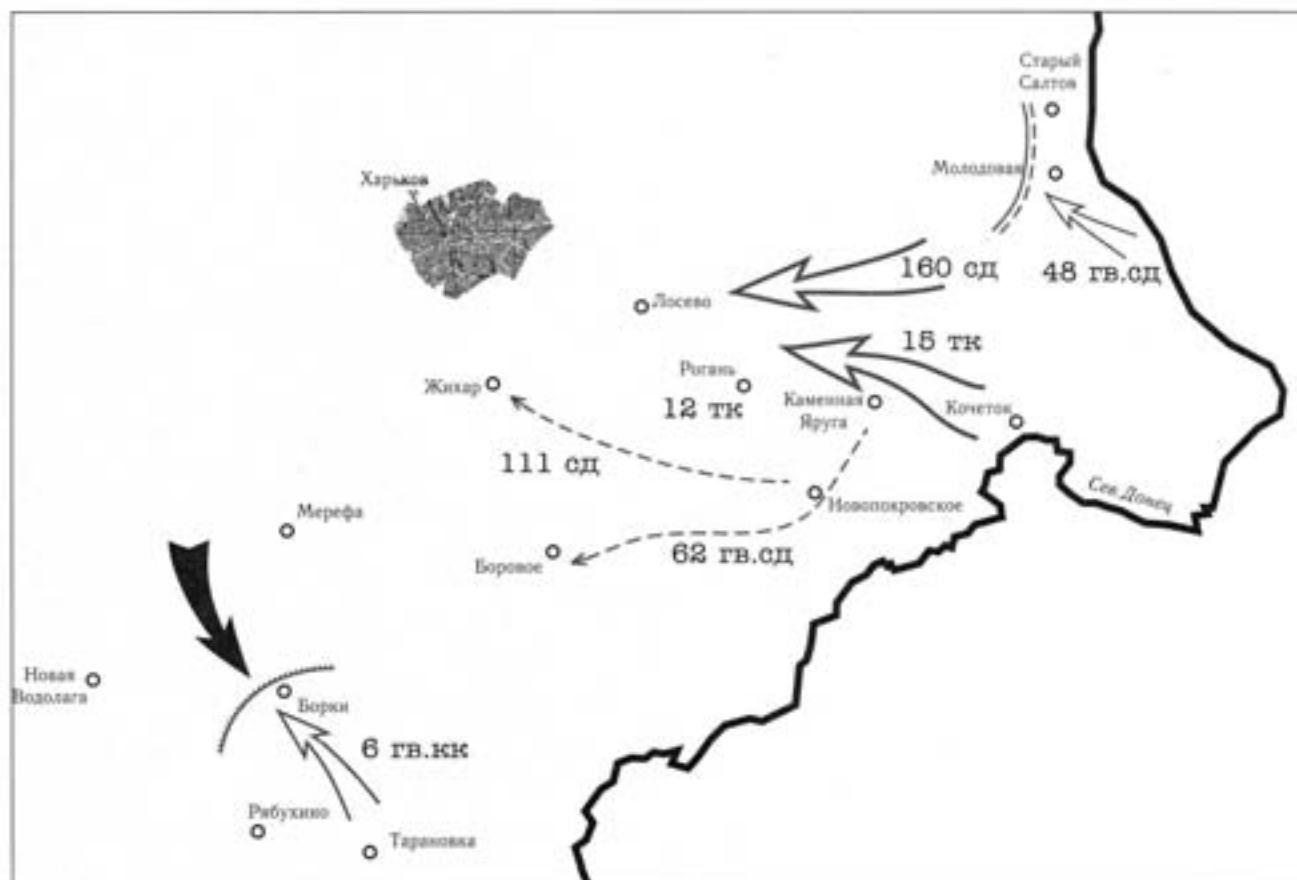 Старый
Салтов
Харьков
Молодовая
160 сд
48 гв.сд
Лосево
15 тк
Рогань
Жихар
12 тк
Каменная
Яруга
Кочеток
111 сд
Сев.Донец
Новопокровское
Мерефа
62 гв.сд
Боровое
Новая
Водолага
Борки
6 гв.кк
Рябухино
Тарановка